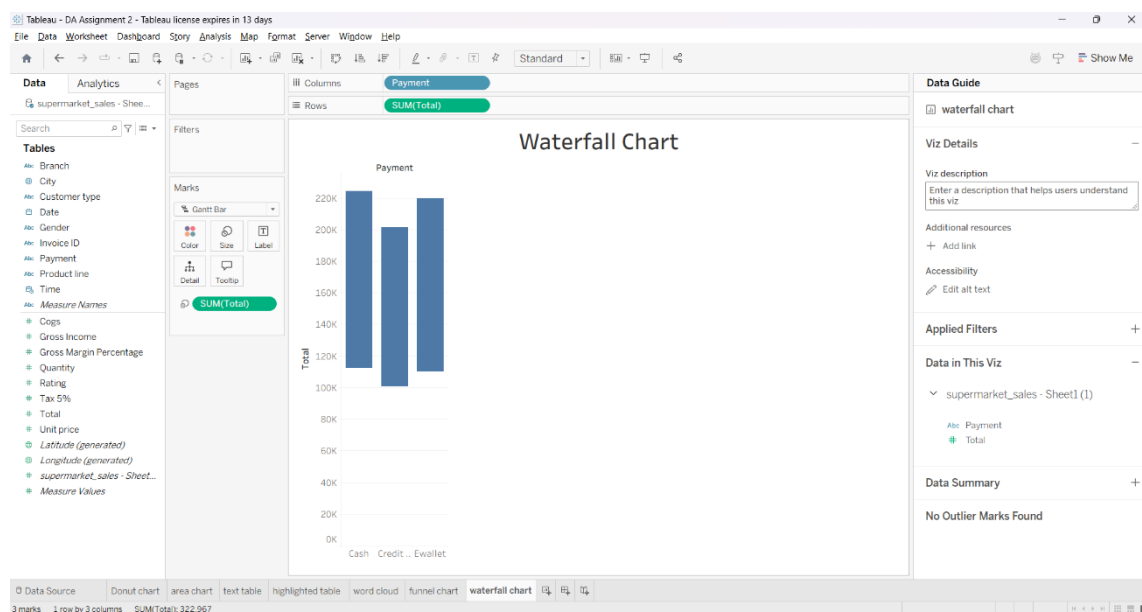 Tableau - DA Assignment 2 - Tableau license expires in 13 days
File Data Worksheet Dashboard Story Analysis Map Format Server Window Help
Standard
Show Me
Data Analytics
supermarket_sales - Shee...
Search
Tables
Abc Branch
City
Abc Customer type
Date
Abc Gender
Abc Invoice ID
Abc Payment
Abc Product line
Time
Abc Measure Names
# Cogs
# Gross Income
# Gross Margin Percentage
# Quantity
# Rating
# Tax 5%
# Total
# Unit price
Latitude (generated)
Longitude (generated)
# supermarket_sales - Sheet...
# Measure Values
Pages
Filters
Marks
Gantt Bar
Color Size Label
Detail Tooltip
SUM(Total)
Columns Payment
Rows SUM(Total)
Waterfall Chart
Payment
220K
200K
180K
160K
140K
120K
100K
80K
60K
40K
20K
0K
Total
Cash Credit .. Ewallet
Data Guide
waterfall chart
Viz Details
Viz description
Enter a description that helps users understand
this viz
Additional resources
+ Add link
Accessibility
Edit alt text
Applied Filters
Data in This Viz
supermarket_sales - Sheet1 (1)
Abc Payment
# Total
Data Summary
No Outlier Marks Found
Data Source Donut chart area chart text table highlighted table word cloud funnel chart waterfall chart
3 marks 1 row by 3 columns SUM(Total): 322,967